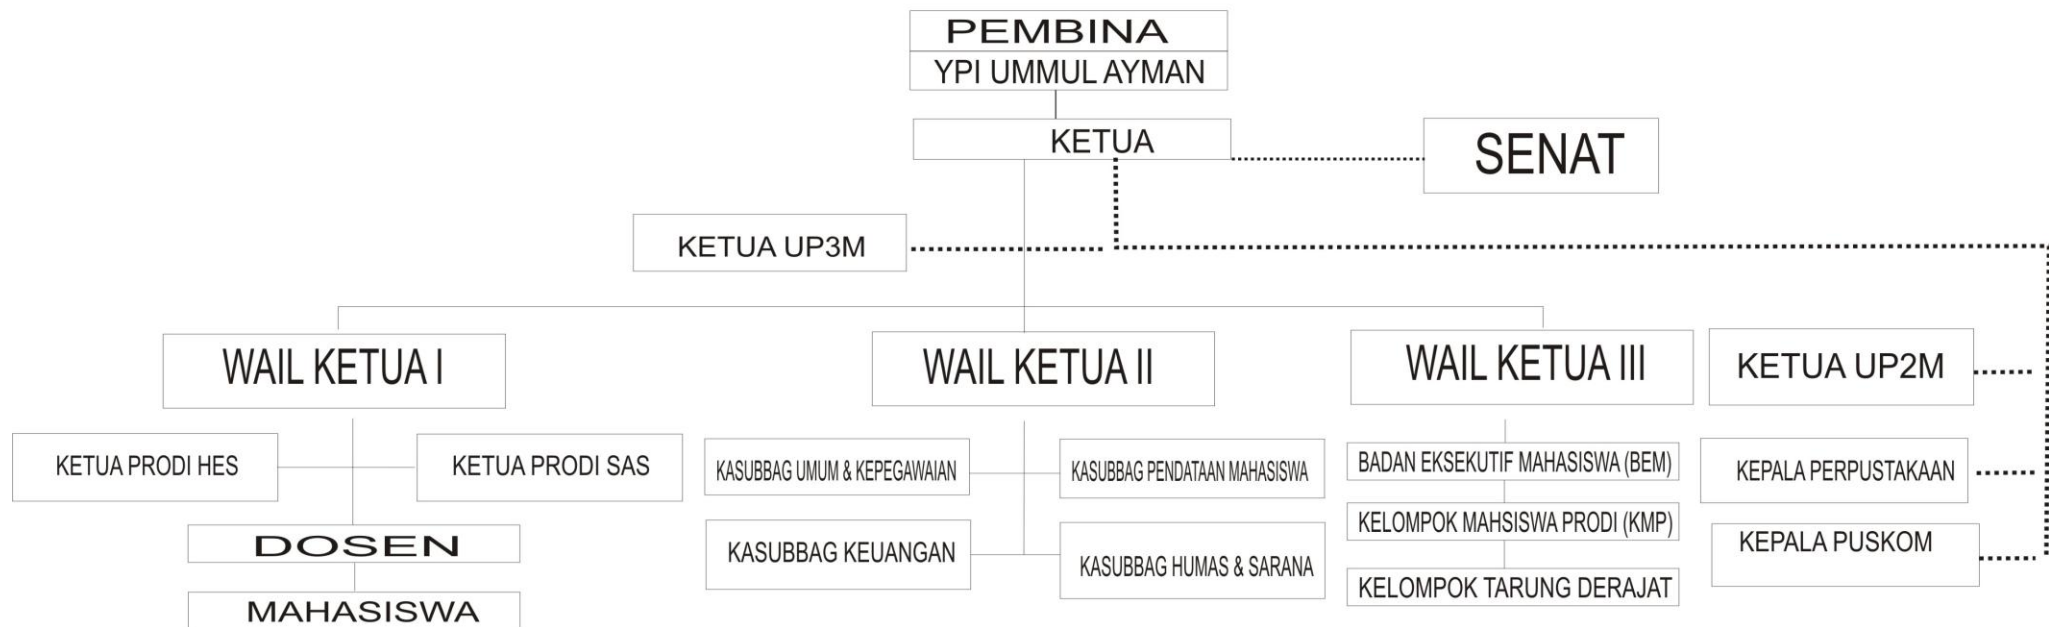 PEMBINA
YPI UMMUL AYMAN
KETUA
SENAT
KETUA UP3M
WAIL KETUA I
WAIL KETUA II
WAIL KETUA III
KETUA UP2M
KETUA PRODI HES
KETUA PRODI SAS
KASUBBAG UMUM & KEPEGAWAIAN
KASUBBAG PENDATAAN MAHASISWA
BADAN EKSEKUTIF MAHASISWA (BEM)
KEPALA PERPUSTAKAAN
DOSEN
KASUBBAG KEUANGAN
KASUBBAG HUMAS & SARANA
KELOMPOK MAHSISWA PRODI (KMP)
KEPALA PUSKOM
MAHASISWA
KELOMPOK TARUNG DERAJAT